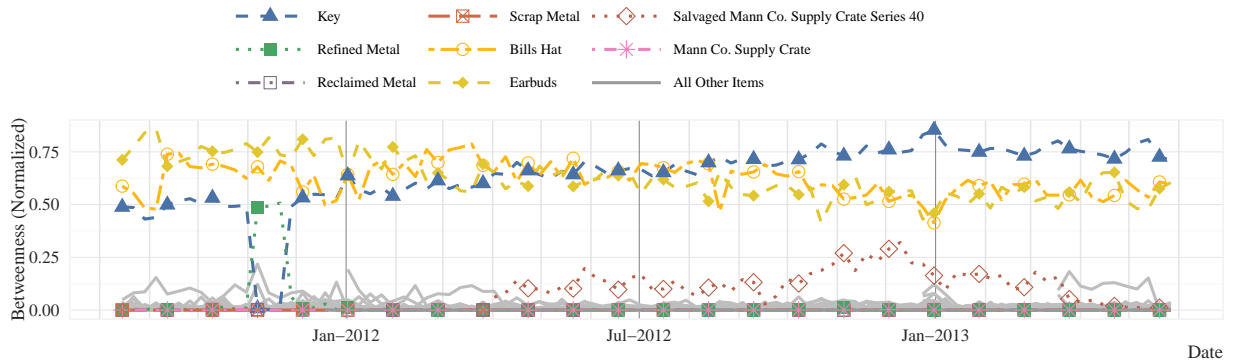 Key
Scrap Metal
Salvaged Mann Co. Supply Crate Series 40
Refined Metal
Bills Hat
Mann Co. Supply Crate
Reclaimed Metal
Earbuds
All Other Items
Betweenness (Normalized)
0.75
0.50
0.25
0.00
Jan−2012
Jul−2012
Jan−2013
Date